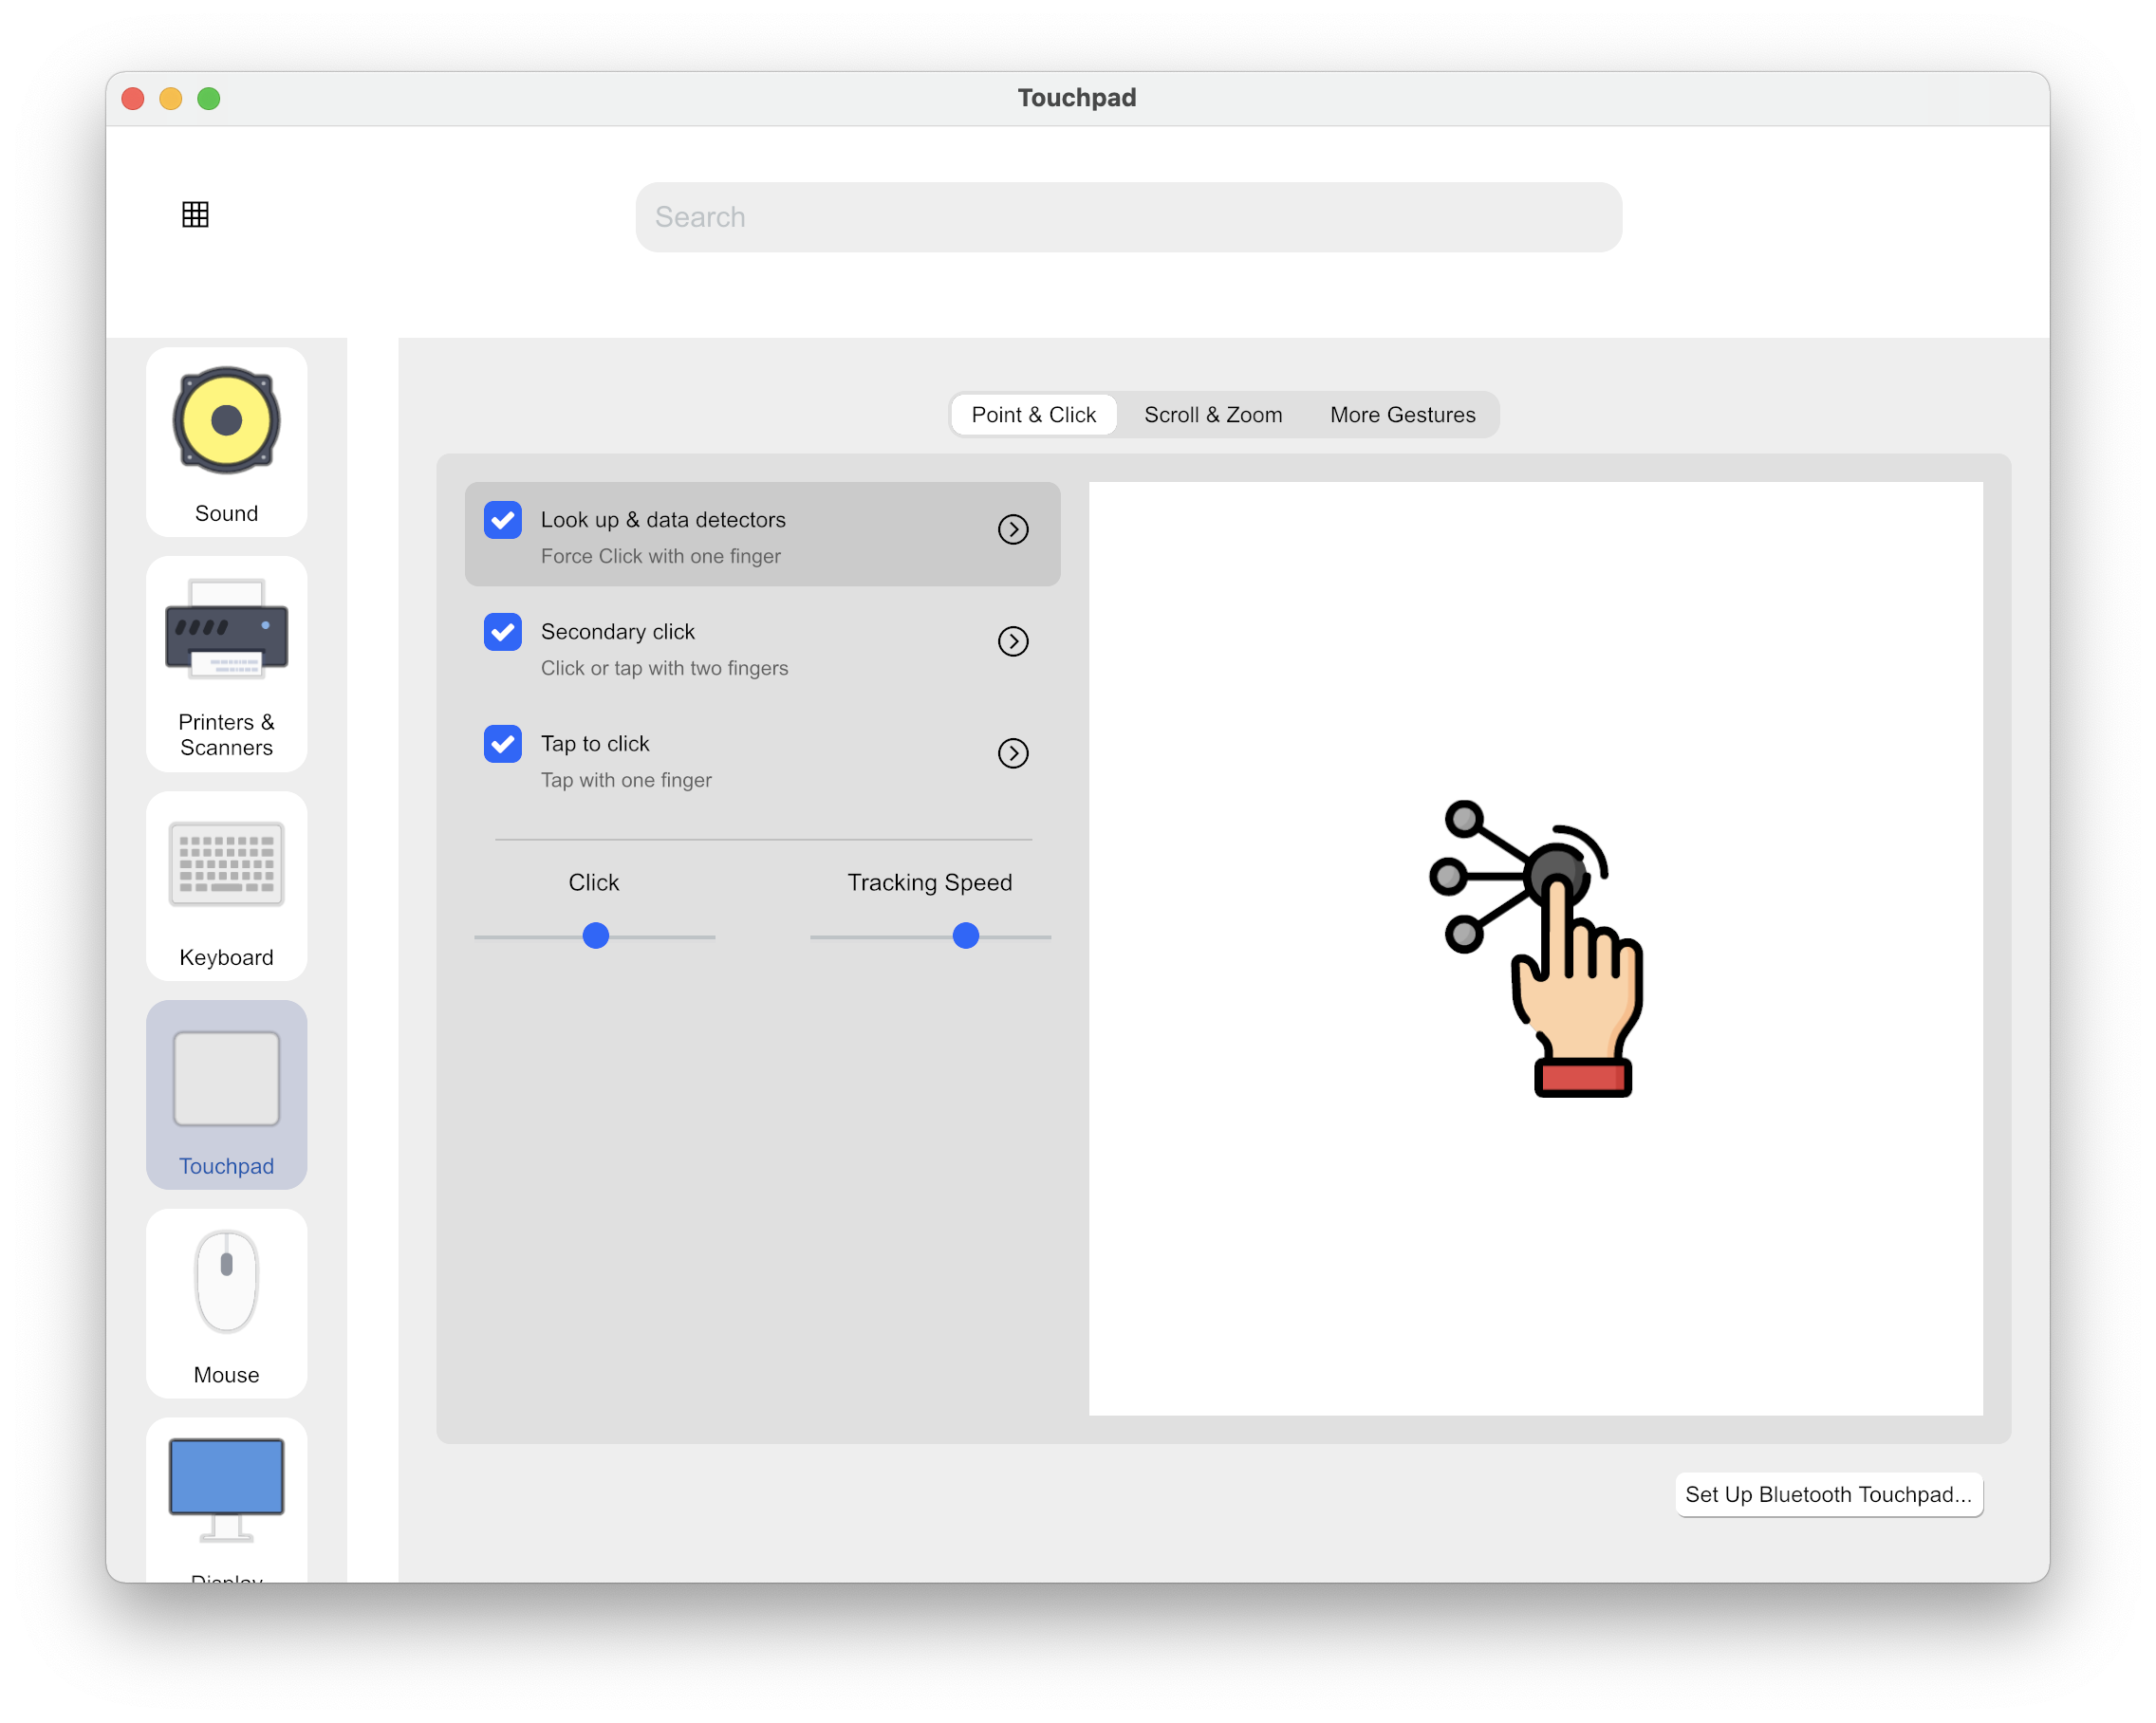 Touchpad
Search
Sound
Printers &
Scanners
Keyboard
Touchpad
Mouse
Display
Point & Click
Scroll & Zoom
More Gestures
Look up & data detectors
Force Click with one finger
Secondary click
Click or tap with two fingers
Tap to click
Tap with one finger
Click
Tracking Speed
Set Up Bluetooth Touchpad...